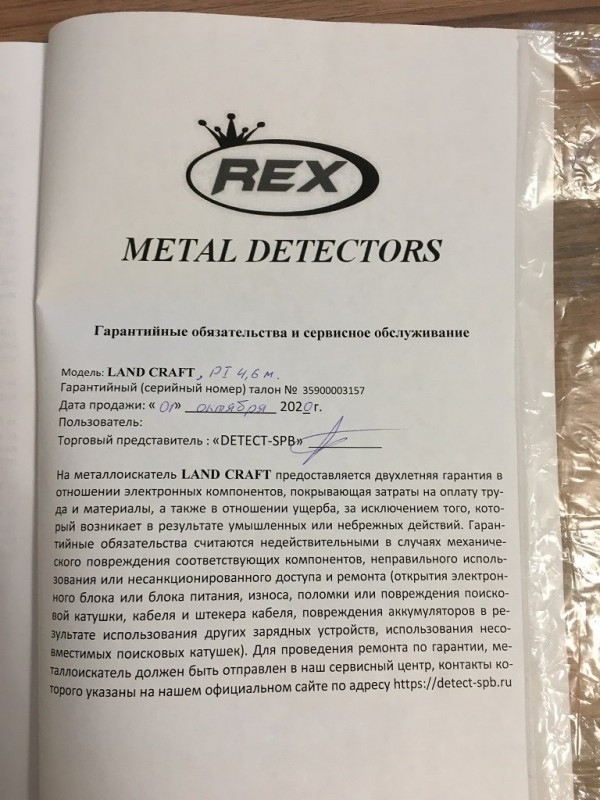 REX
METAL DETECTORS
Гарантийные обязательства и сервисное обслуживание
Модель: LAND CRAFT, PI 4,6 м.
Гарантийный (серийный номер) талон № 35900003157
Дата продажи: « 01» октября 2020г.
Пользователь:
Торговый представитель : «DETECT-SPB»
На металлоискатель LAND CRAFT предоставляется двухлетняя гарантия в
отношении электронных компонентов, покрывающая затраты на оплату тру-
да и материалы, а также в отношении ущерба, за исключением того, кото-
рый возникает в результате умышленных или небрежных действий. Гаран-
тийные обязательства считаются недействительными в случаях механиче-
ского повреждения соответствующих компонентов, неправильного исполь-
зования или несанкционированного доступа и ремонта (открытия электрон-
ного блока или блока питания, износа, поломки или повреждения поиско-
вой катушки, кабеля и штекера кабеля, повреждения аккумуляторов в ре-
зультате использования других зарядных устройств, использования несо-
вместимых поисковых катушек). Для проведения ремонта по гарантии, ме-
таллоискатель должен быть отправлен в наш сервисный центр, контакты ко-
торого указаны на нашем официальном сайте по адресу https://detect-spb.ru